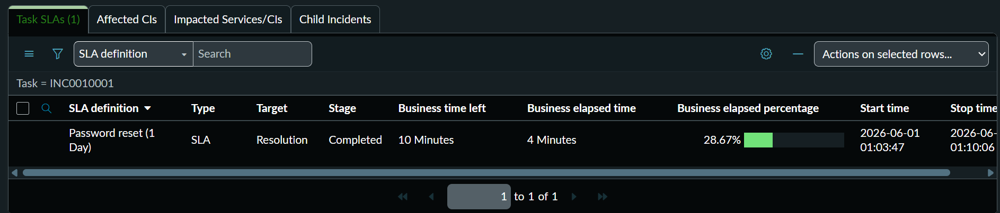 Task SLAs (1) Affected CIs Impacted Services/CIs Child Incidents
SLA definition Search Actions on selected rows...
Task = INC0010001
SLA definition Type Target Stage Business time left Business elapsed time Business elapsed percentage Start time Stop time
Password reset (1 Day) SLA Resolution Completed 10 Minutes 4 Minutes 28.67% 2026-06-01 01:03:47 2026-06- 01:10:06
1 to 1 of 1